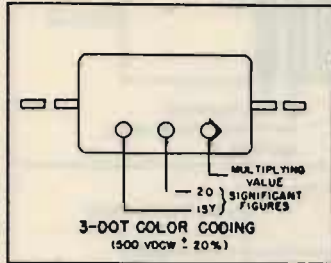 MULTIPLYING
VALUE
2D
SIGNIFICANT
1ST
FIGURES
3-DOT COLOR CODING
(500 VDCW ± 20%)